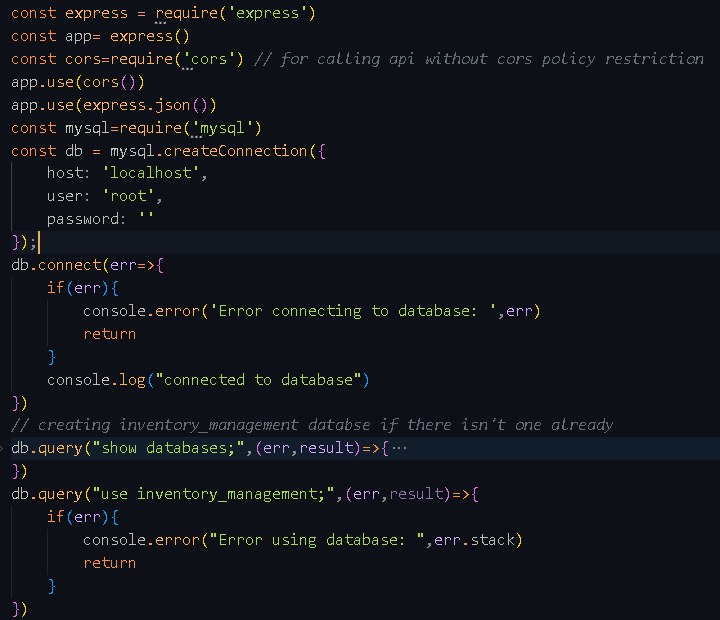 const express = require('express')
const app= express()
const cors=require('cors') // for calling api without cors policy restriction
app.use(cors())
app.use(express.json())
const mysql=require('mysql')
const db = mysql.createConnection({
    host: 'localhost',
    user: 'root',
    password: ''
});
db.connect(err=>{
    if(err){
        console.error('Error connecting to database: ',err)
        return
    }
    console.log("connected to database")
})
// creating inventory_management databse if there isn't one already
db.query("show databases;",(err,result)=>{···
})
db.query("use inventory_management;",(err,result)=>{
    if(err){
        console.error("Error using database: ",err.stack)
        return
    }
})